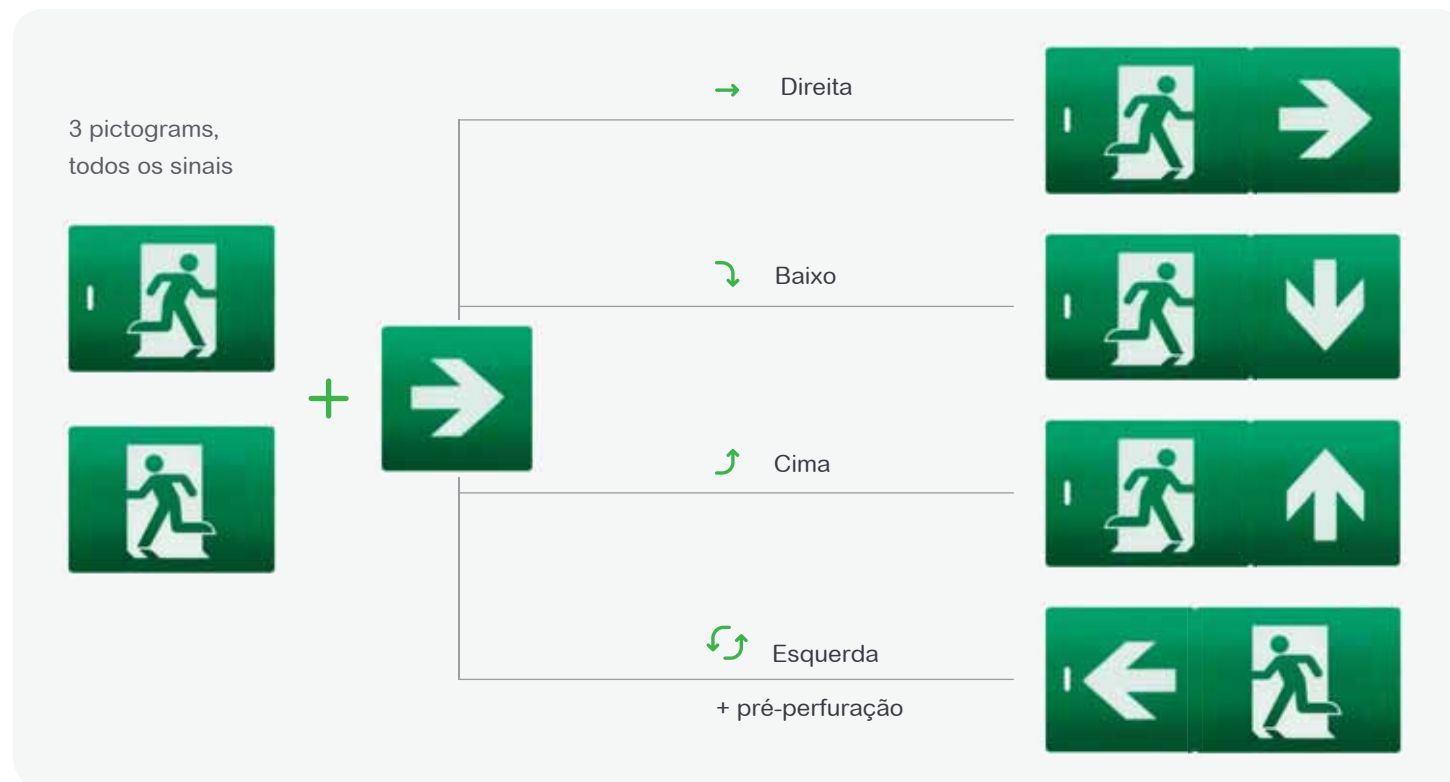 3 pictograms,
todos os sinais
Direita
Baixo
Cima
Esquerda
+ pré-perfuração